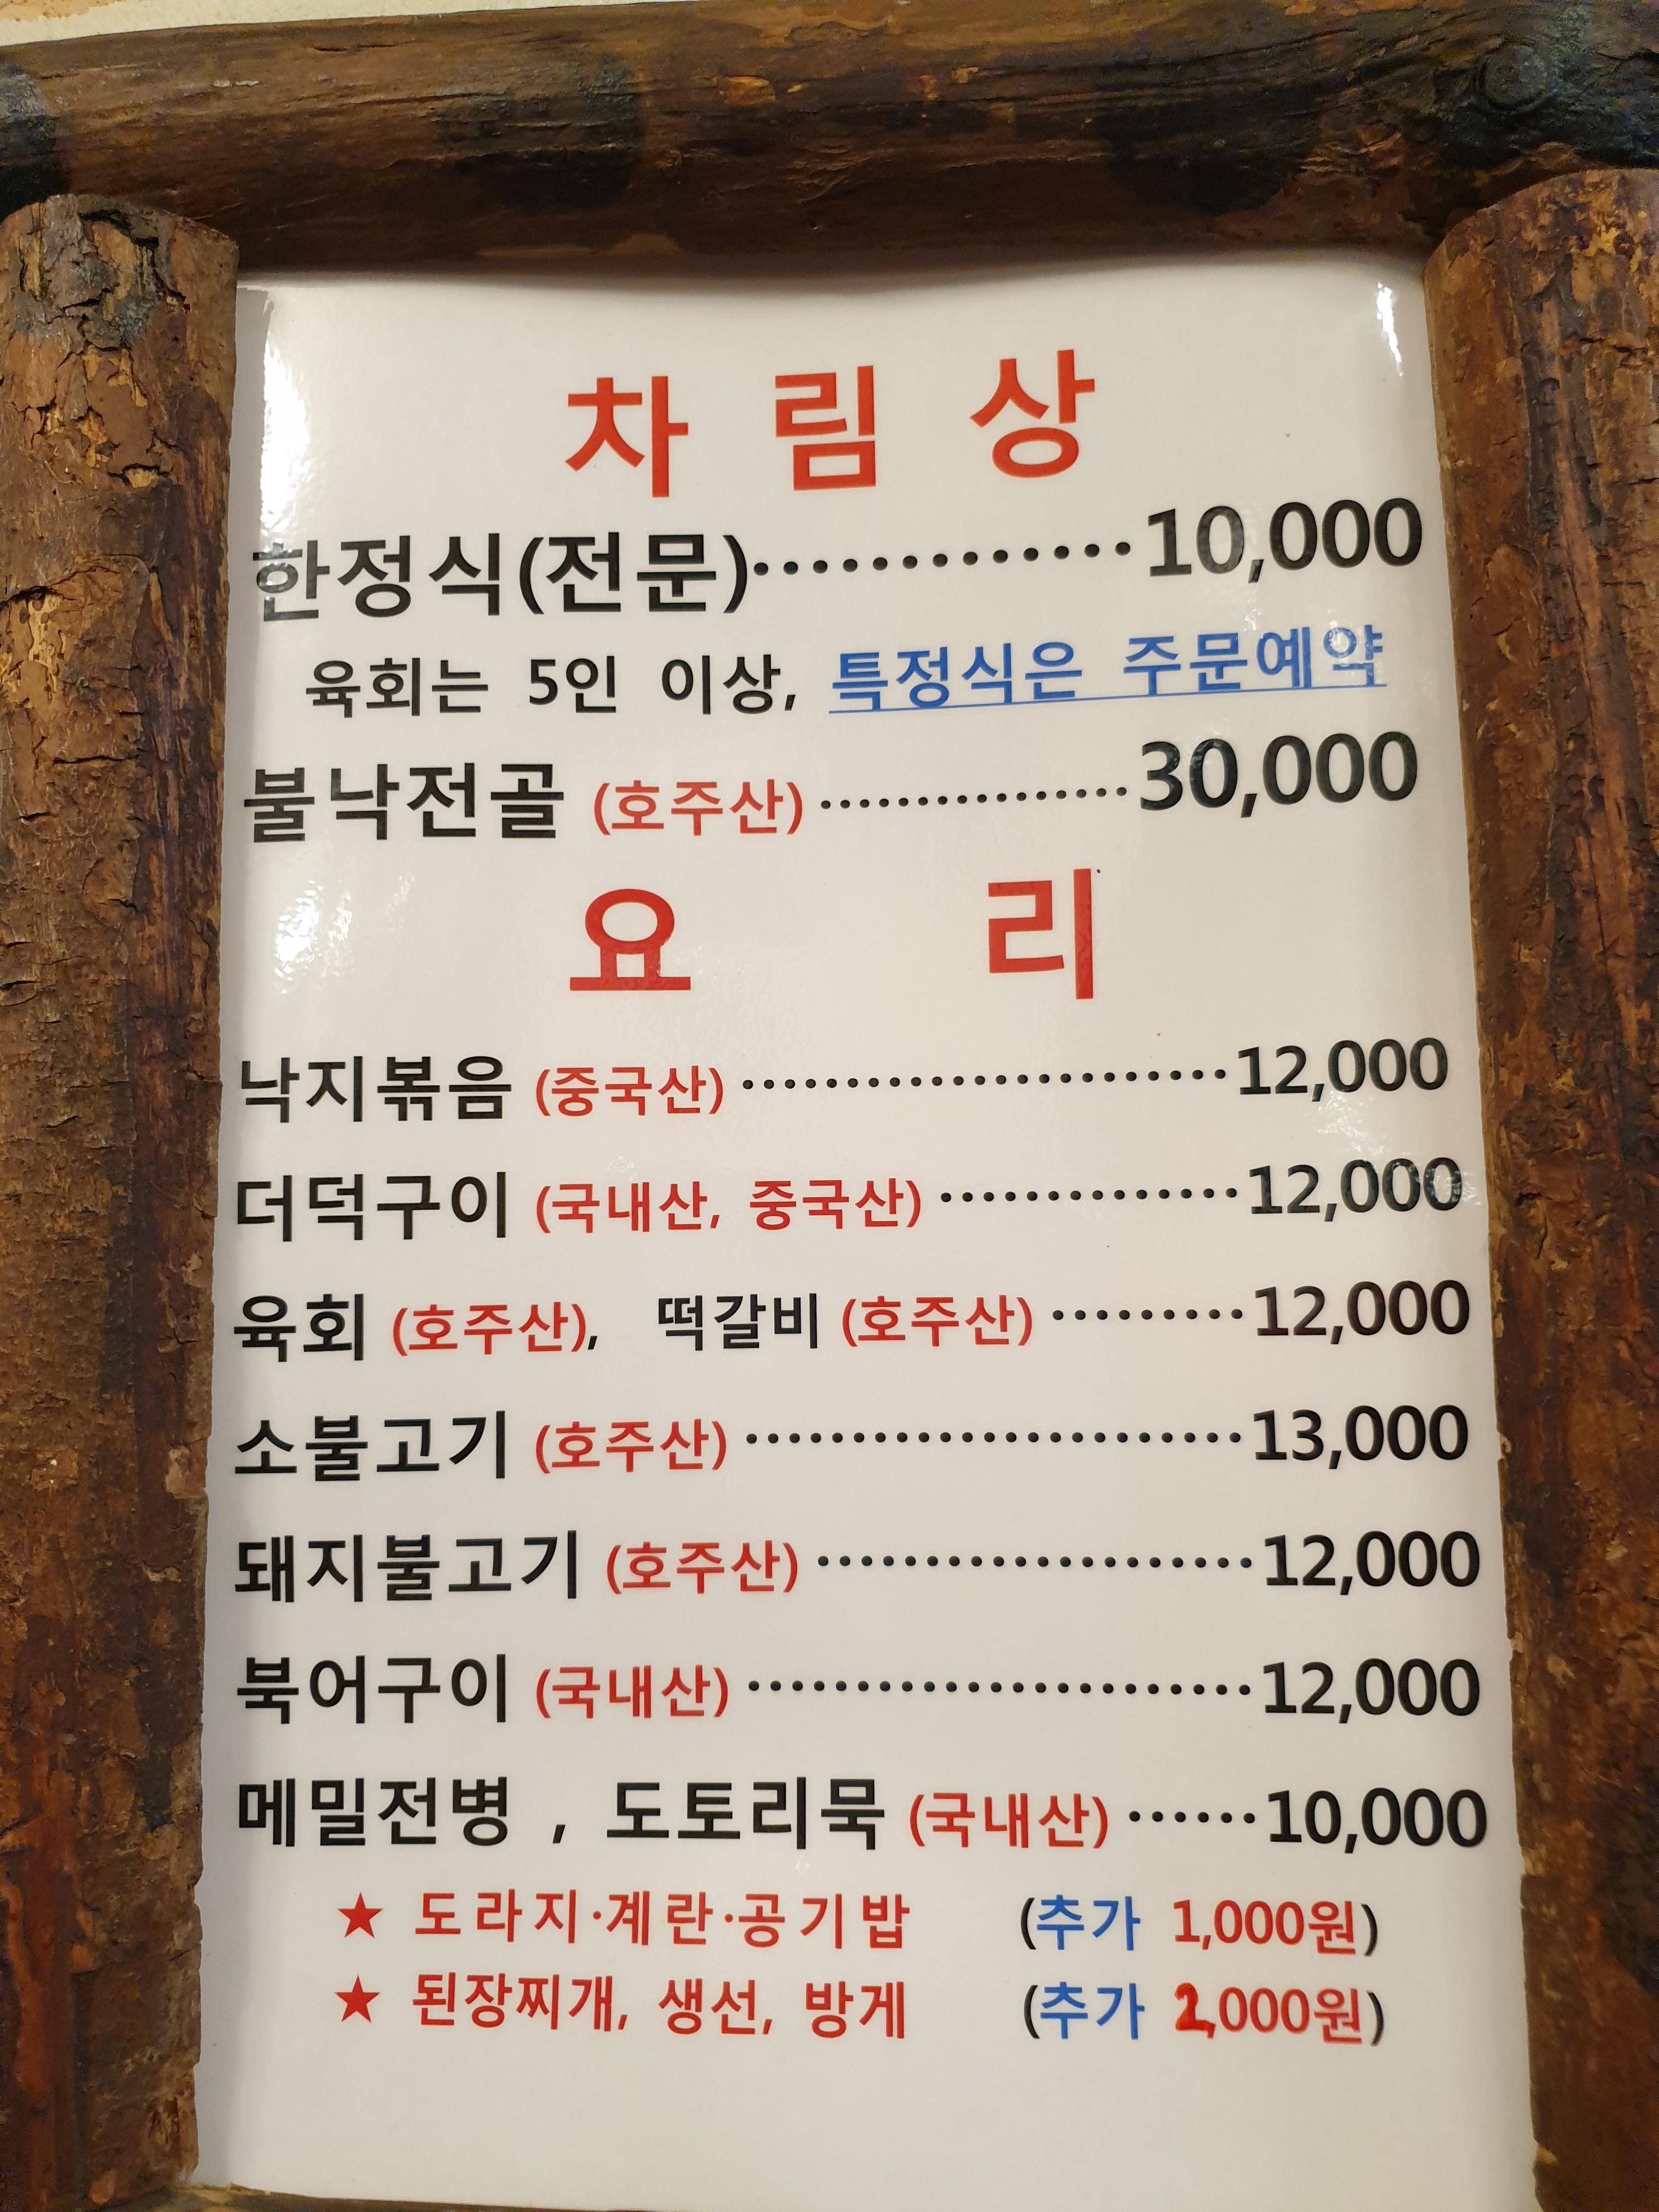 차 림 상
한정식(전문)·············10,000
육회는 5인 이상, 특정식은 주문예약
불낙전골 (호주산)················30,000
요 리
낙지볶음 (중국산)························12,000
더덕구이 (국내산, 중국산)···············12,000
육회 (호주산), 떡갈비 (호주산)··········12,000
소불고기 (호주산)························13,000
돼지불고기 (호주산)·····················12,000
북어구이 (국내산)························12,000
메밀전병 , 도토리묵 (국내산)······10,000
★ 도라지·계란·공기밥 (추가 1,000원)
★ 된장찌개, 생선, 방게 (추가 2,000원)